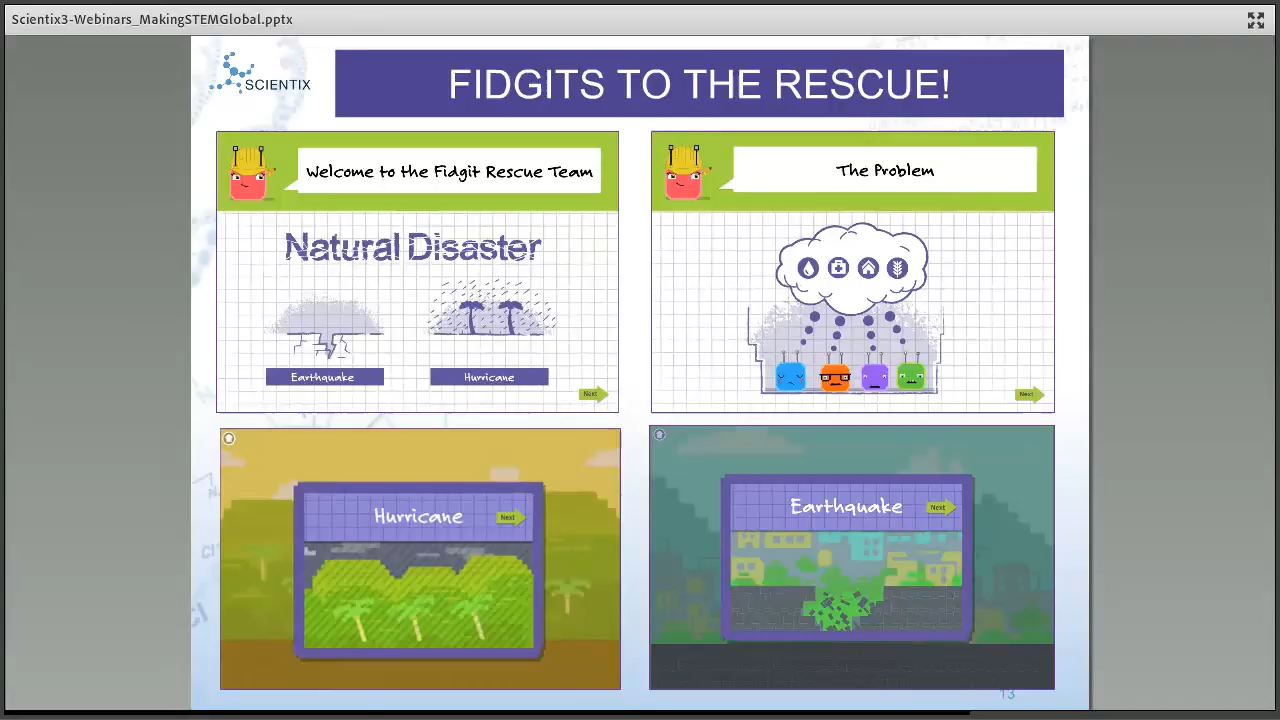 Scientix3-Webinars_MakingSTEMGlobal.pptx
SCIENTIX
FIDGITS TO THE RESCUE!
Welcome to the Fidgit Rescue Team
Natural Disaster
Earthquake
Hurricane
Next
The Problem
Next
Hurricane
Next
Earthquake
Next
13